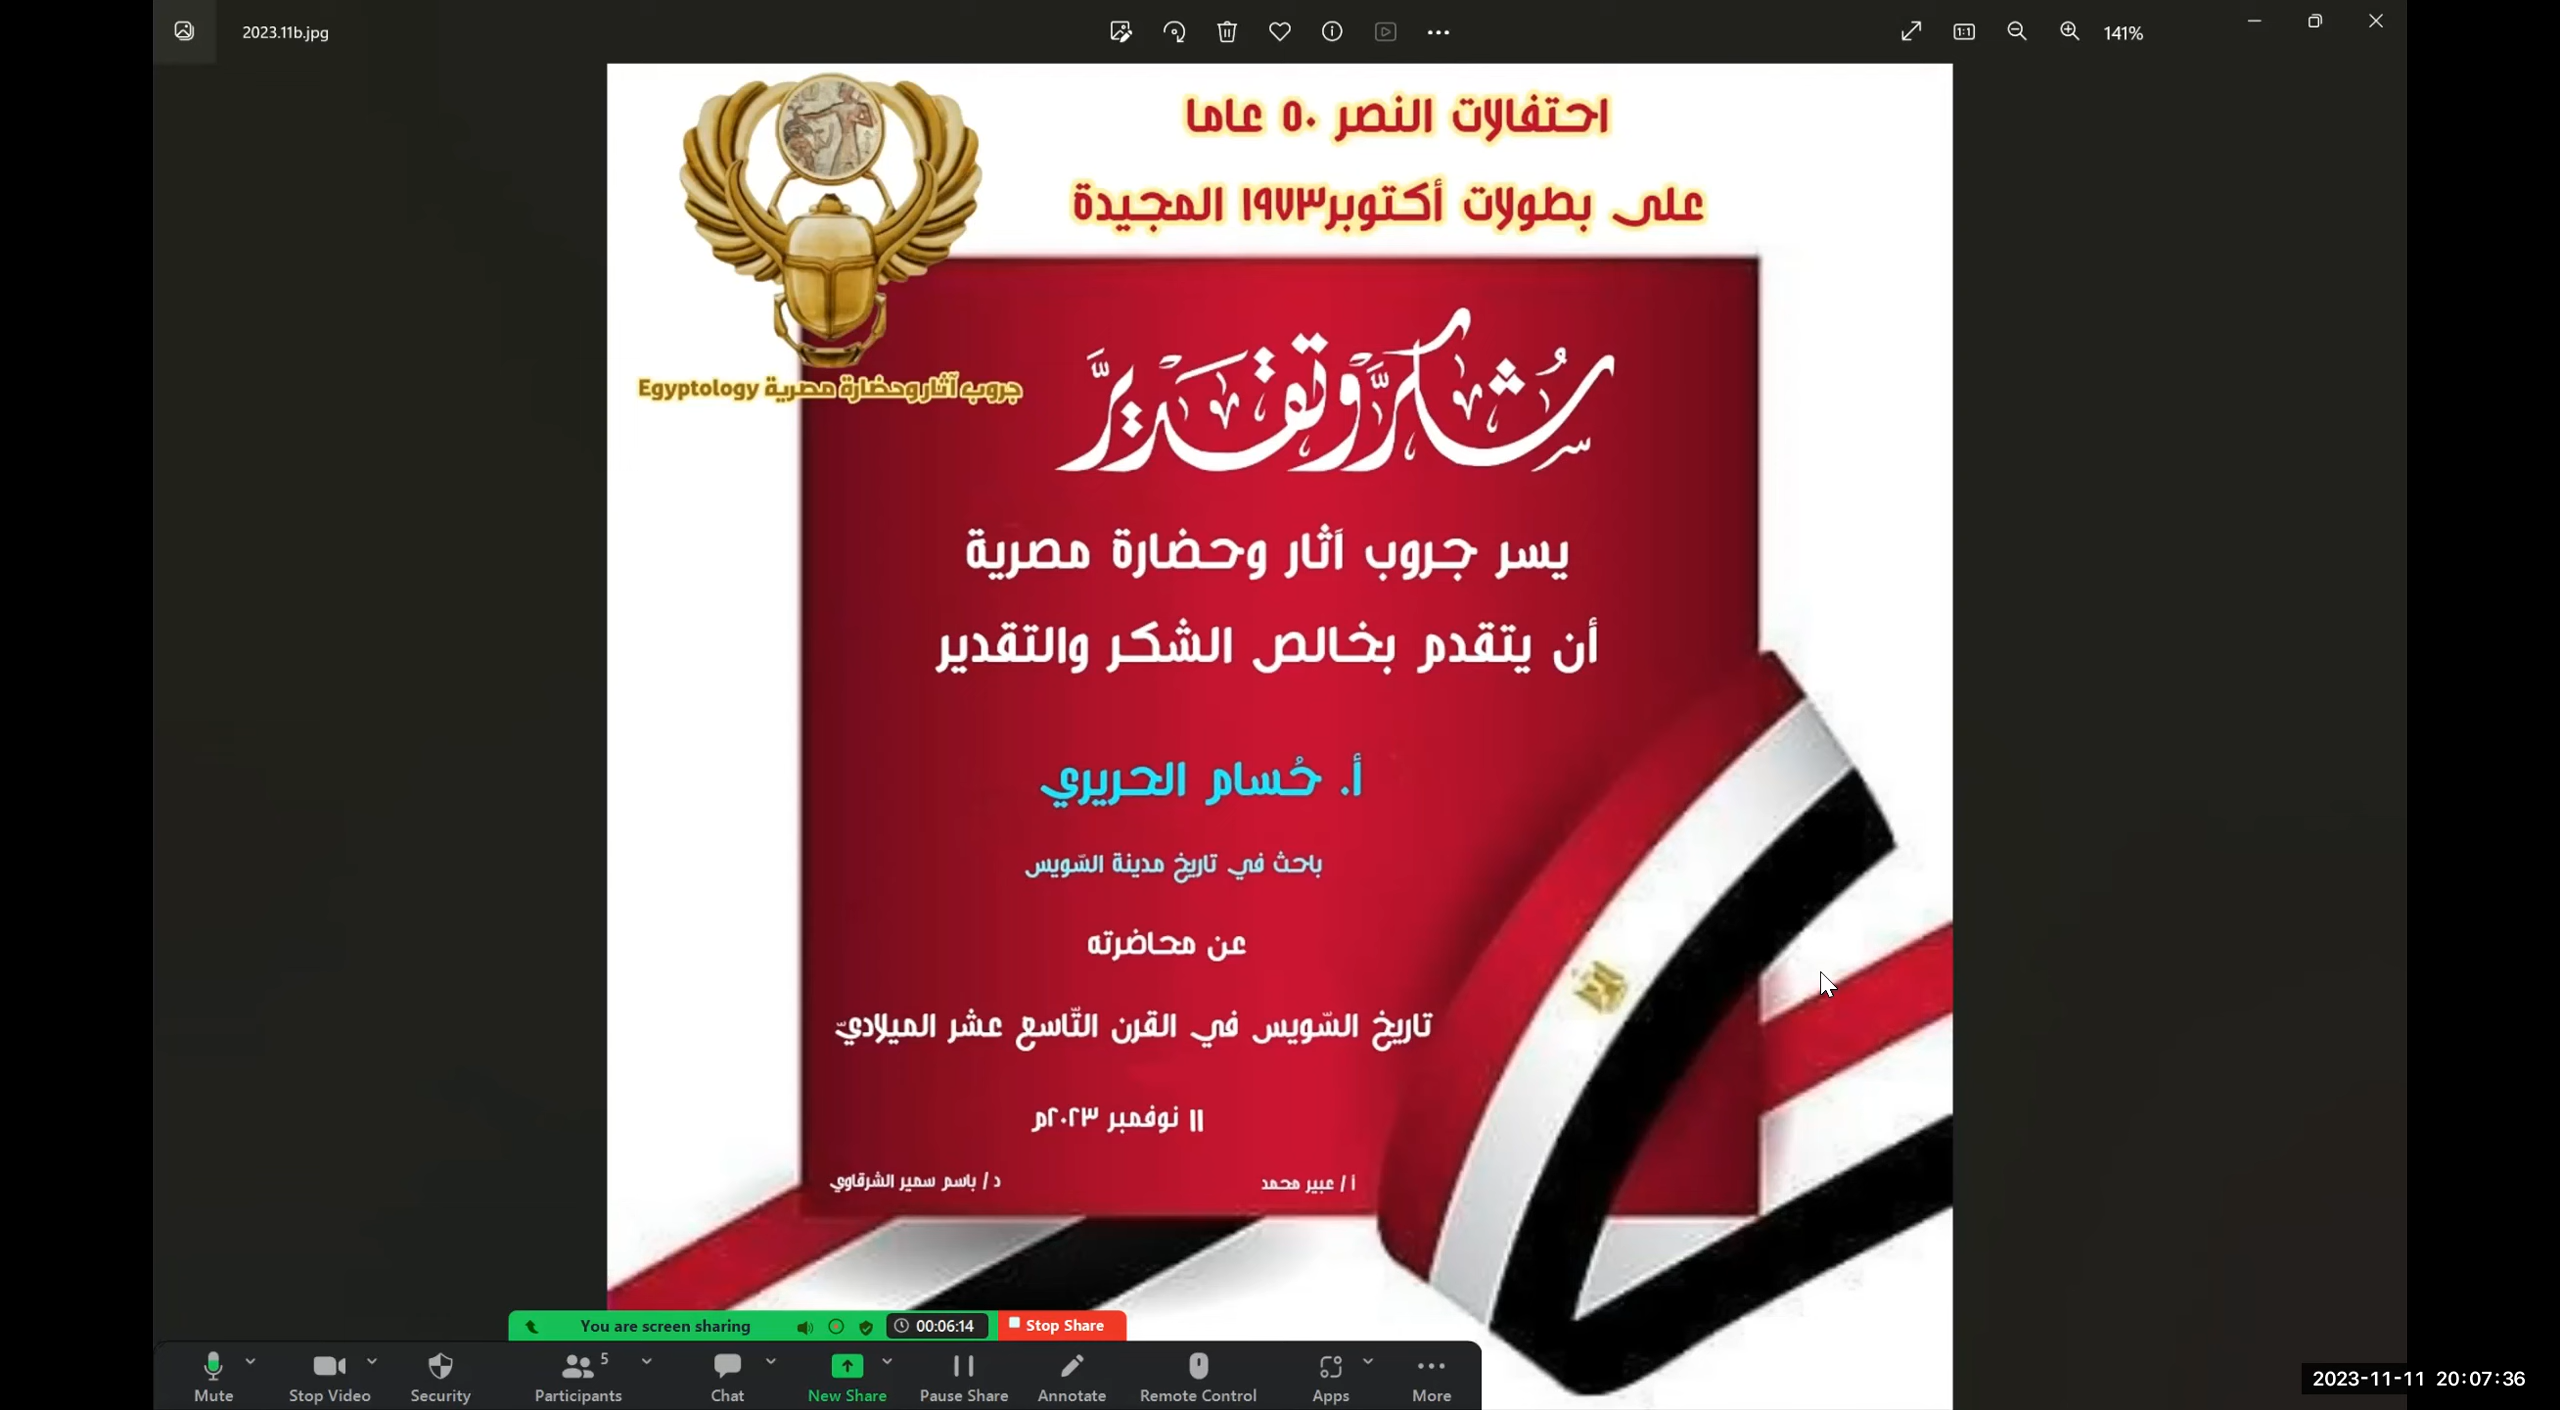 2023.11b.jpg
141%
احتفالات النصر ٥٠ عاما
على بطولات أكتوبر١٩٧٣ المجيدة
جروب آثار وحضارة مصرية Egyptology
شكر وتقدير
يسر جروب آثار وحضارة مصرية
أن يتقدم بخالص الشكر والتقدير
أ. حُسام الحريري
باحث في تاريخ مدينة السّويس
عن محاضرته
تاريخ السّويس في القرن التّاسع عشر الميلاديّ
١١ نوفمبر ٢٠٢٣م
أ / عبير محمد
د / باسم سمير الشرقاوي
You are screen sharing
00:06:14
Stop Share
Mute
Stop Video
Security
Participants 5
Chat
New Share
Pause Share
Annotate
Remote Control
Apps
More
2023-11-11 20:07:36